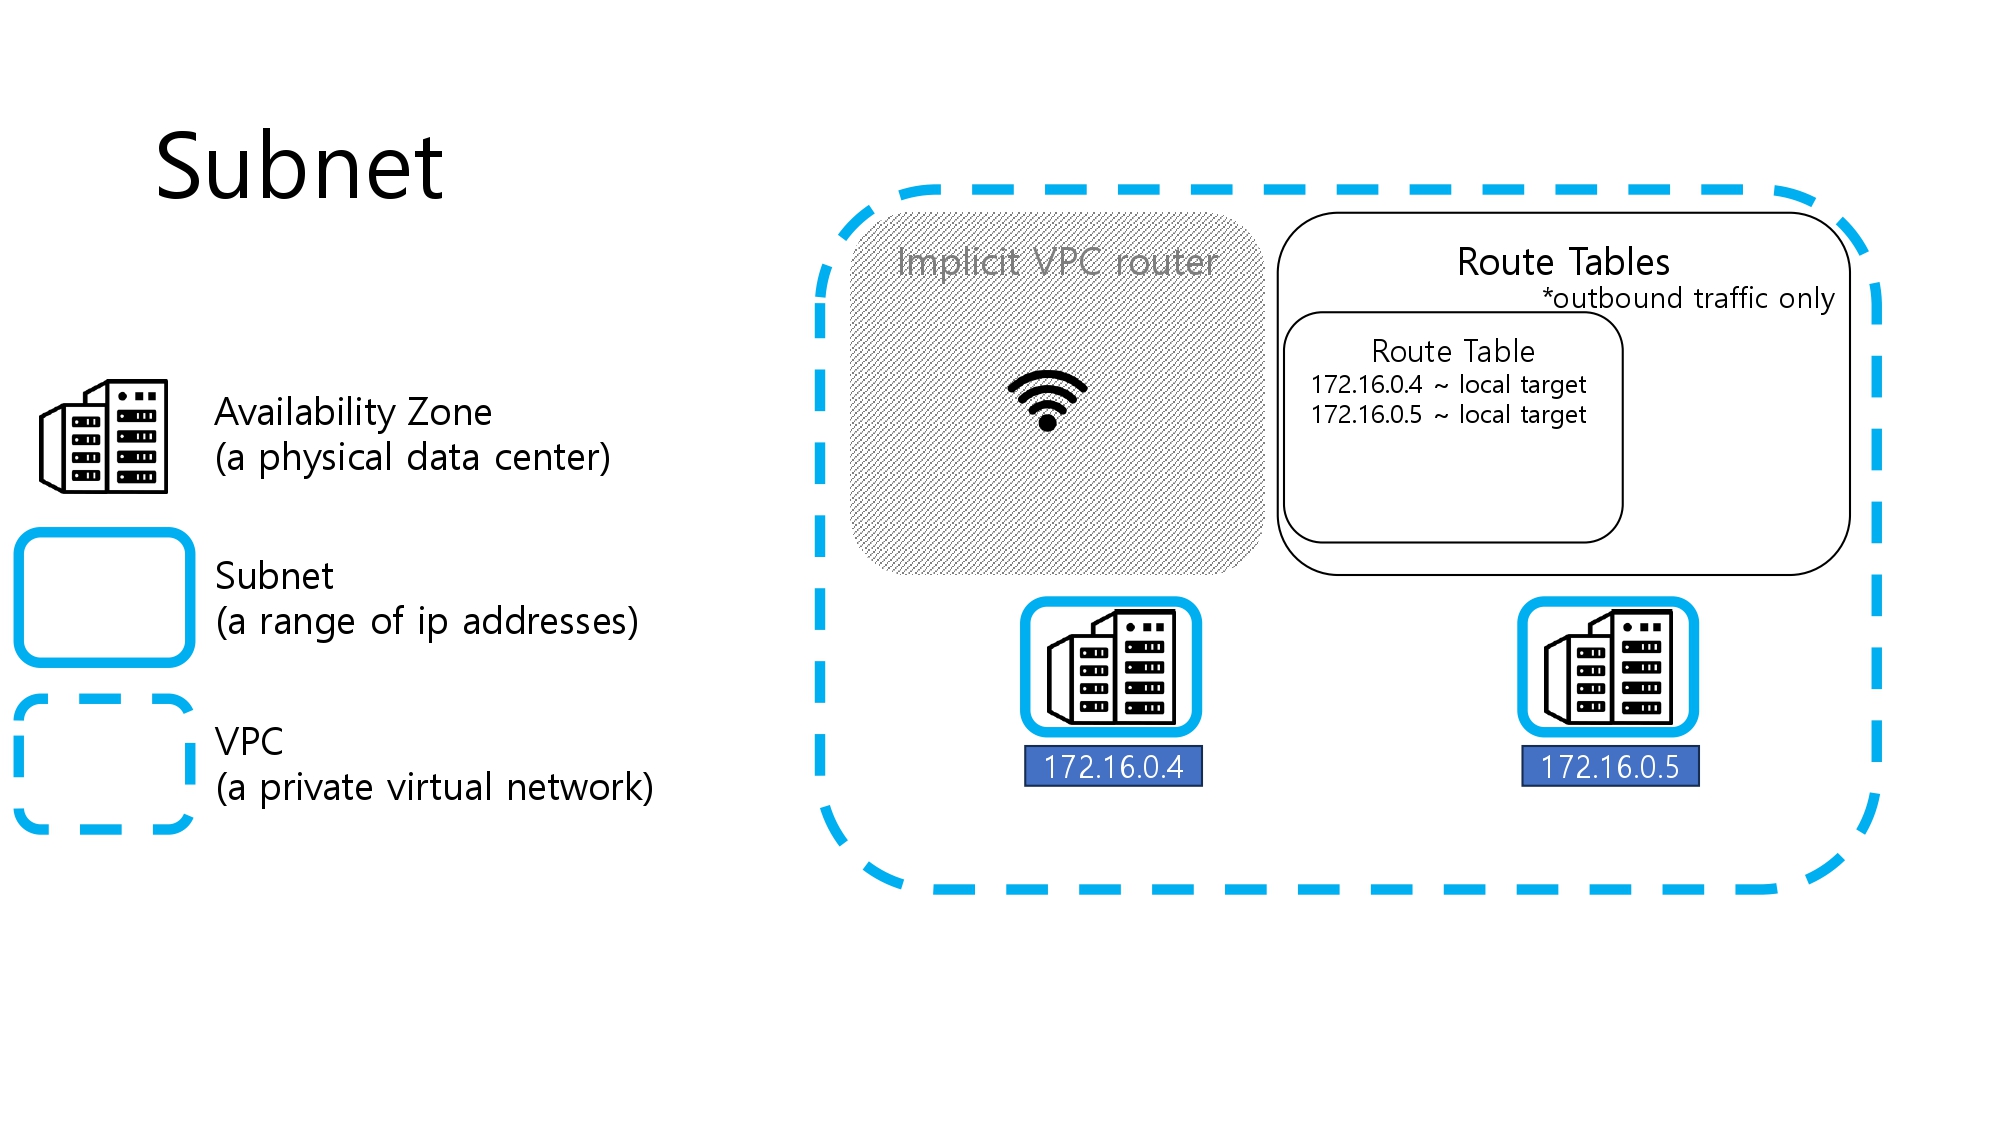 Subnet
Availability Zone
(a physical data center)
Subnet
(a range of ip addresses)
VPC
(a private virtual network)
Implicit VPC router
Route Tables
*outbound traffic only
Route Table
172.16.0.4 ~ local target
172.16.0.5 ~ local target
172.16.0.4
172.16.0.5